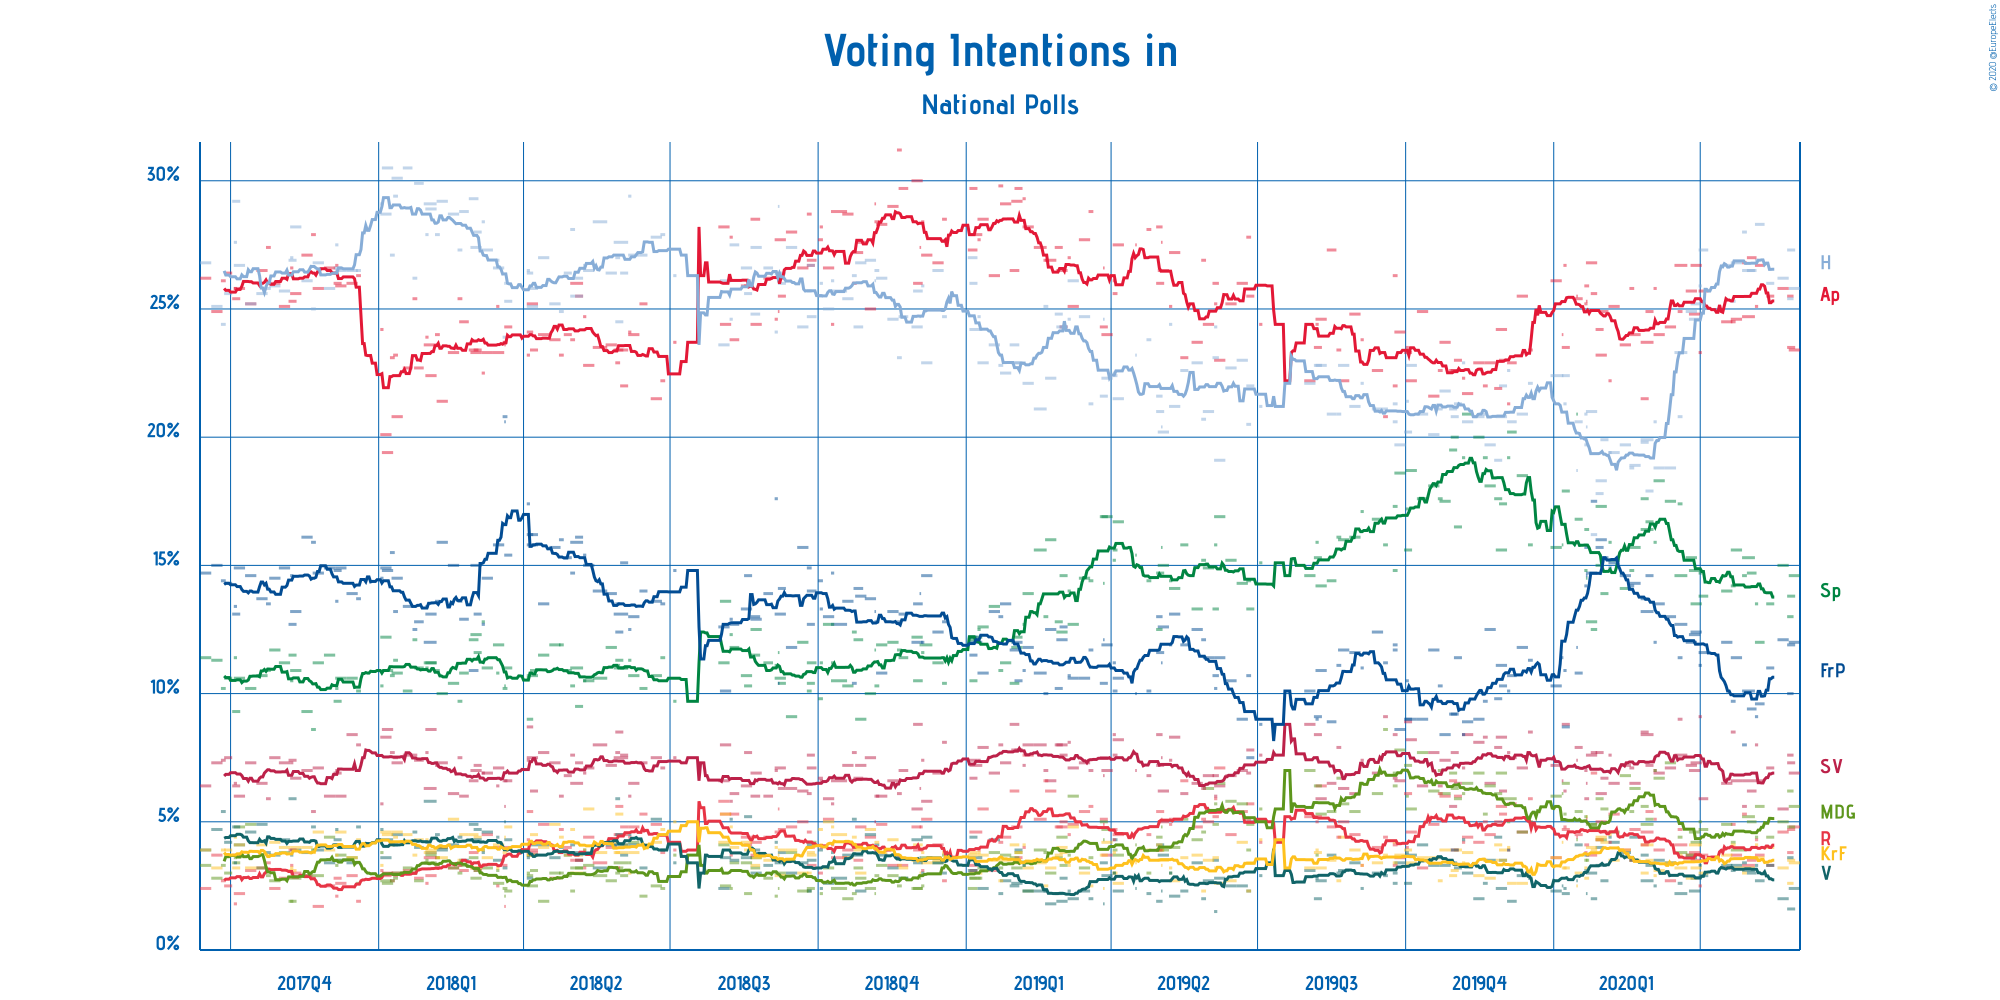 © 2020 @EuropeElects
Voting Intentions in
National Polls
30%
25%
20%
15%
10%
5%
0%
H
Ap
Sp
FrP
SV
MDG
R
KrF
V
2017Q4 2018Q1 2018Q2 2018Q3 2018Q4 2019Q1 2019Q2 2019Q3 2019Q4 2020Q1